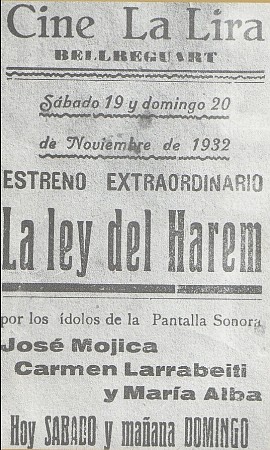 Cine La Lira
BELLREGUART
Sábado 19 y domingo 20
de Noviembre de 1932
ESTRENO EXTRAORDINARIO
La ley del Harem
por los ídolos de la Pantalla Sonora
José Mojica
Carmen Larrabeiti
y María Alba
Hoy SABADO y mañana DOMINGO